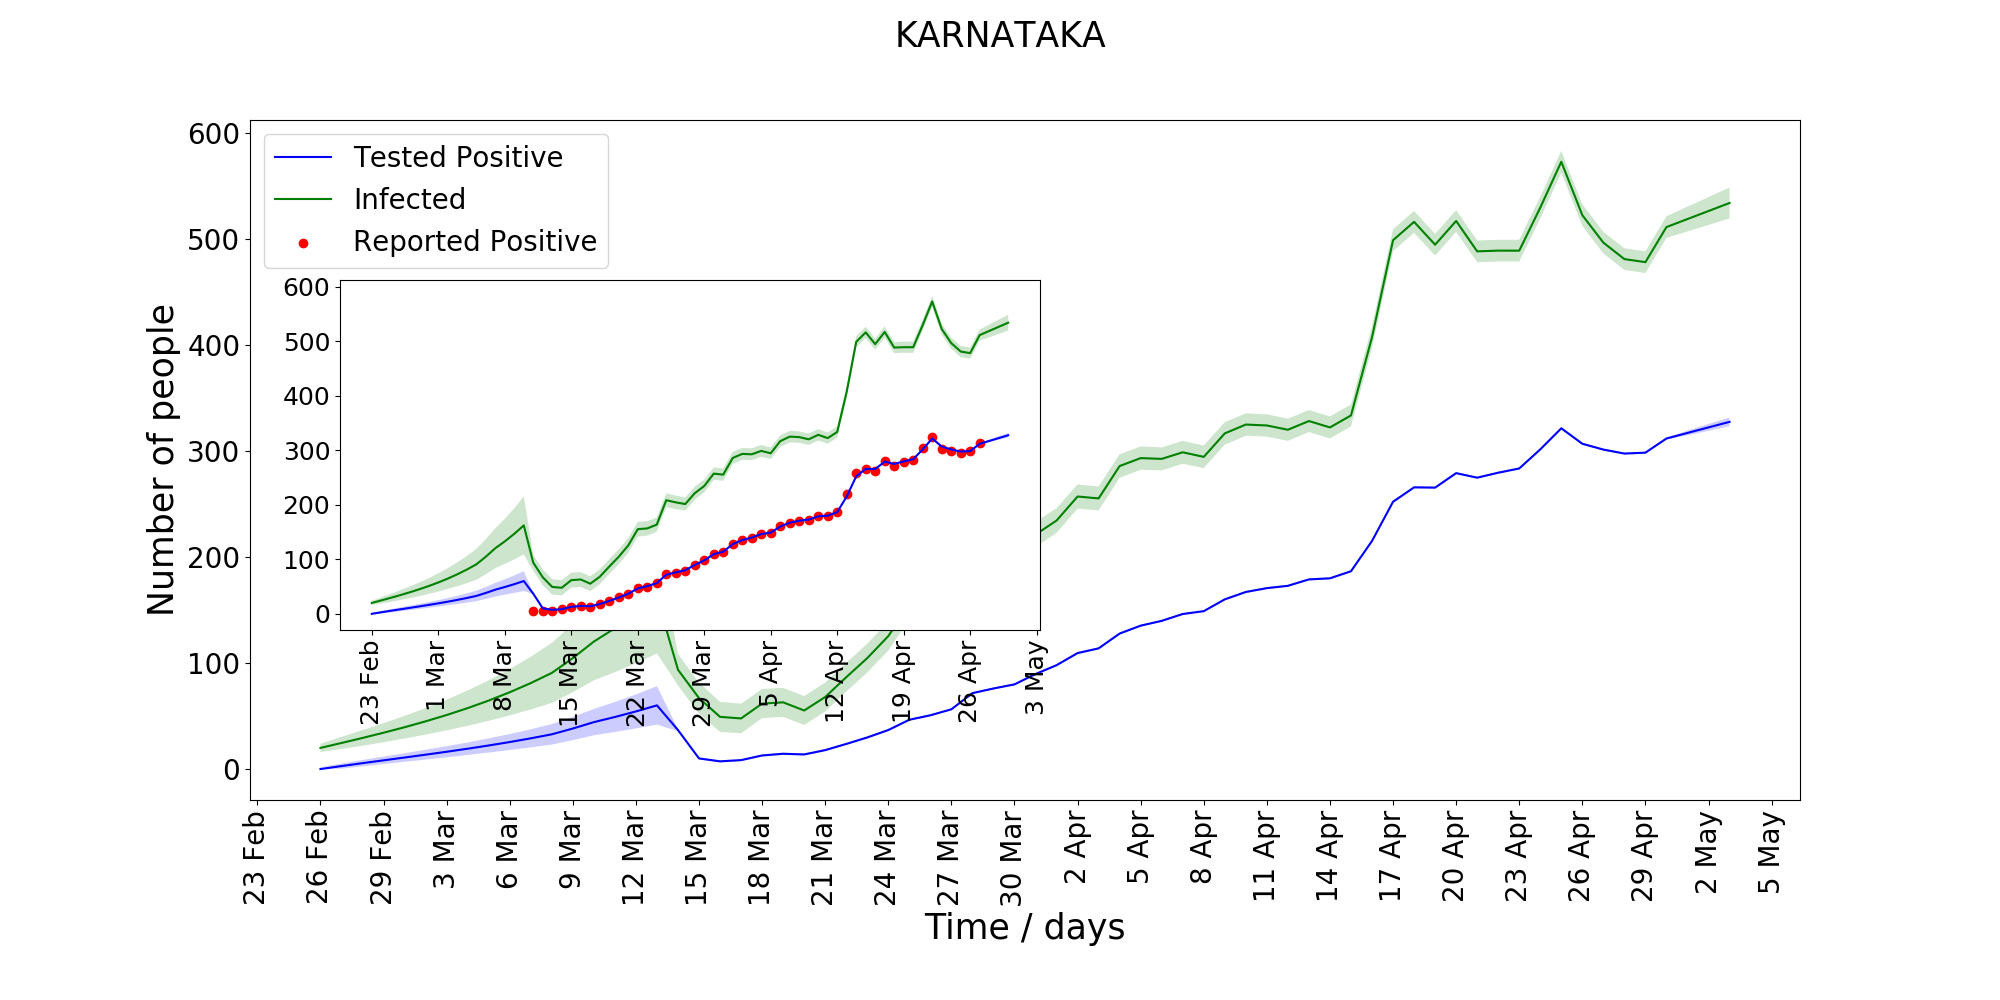 KARNATAKA
Number of people
600
500
400
300
200
100
0
Tested Positive
Infected
Reported Positive
600
500
400
300
200
100
0
23 Feb
1 Mar
8 Mar
15 Mar
22 Mar
29 Mar
5 Apr
12 Apr
19 Apr
26 Apr
3 May
23 Feb
26 Feb
29 Feb
3 Mar
6 Mar
9 Mar
12 Mar
15 Mar
18 Mar
21 Mar
24 Mar
27 Mar
30 Mar
2 Apr
5 Apr
8 Apr
11 Apr
14 Apr
17 Apr
20 Apr
23 Apr
26 Apr
29 Apr
2 May
5 May
Time / days